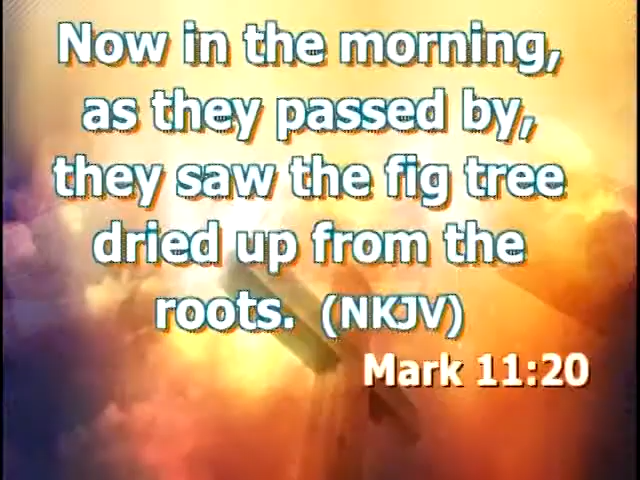 Now in the morning,
as they passed by,
they saw the fig tree
dried up from the
roots. (NKJV)
Mark 11:20